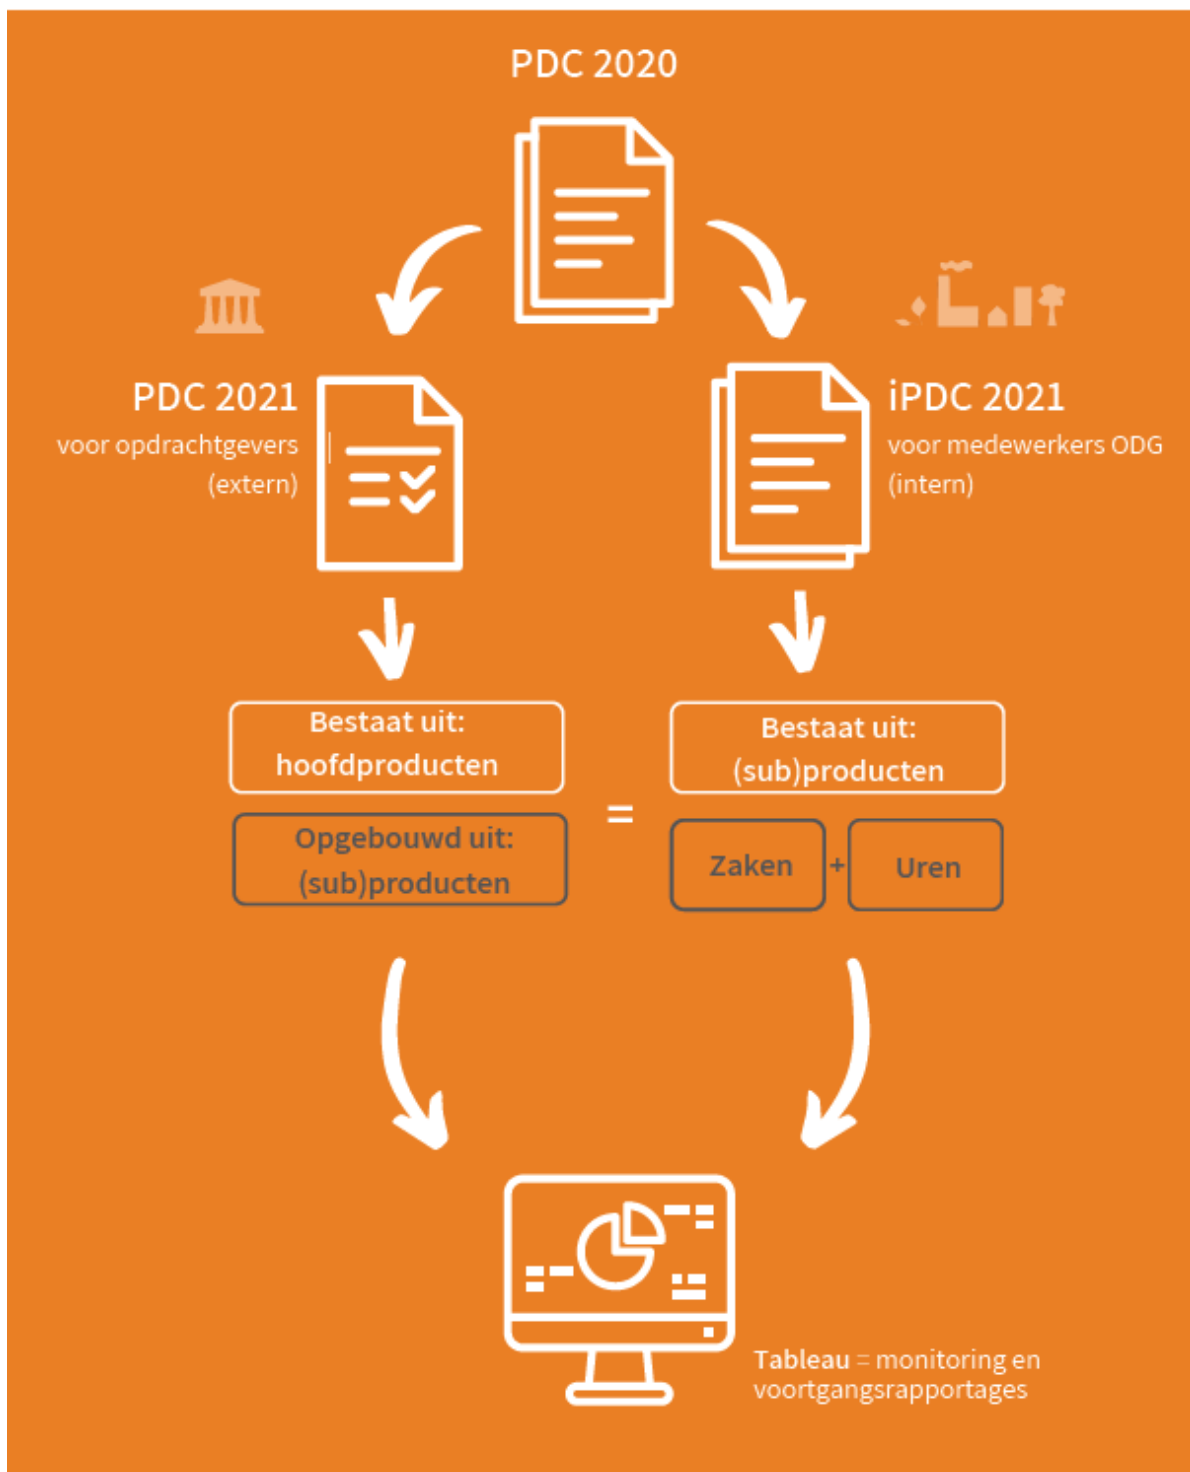 PDC 2020
PDC 2021
voor opdrachtgevers
(extern)
iPDC 2021
voor medewerkers ODG
(intern)
Bestaat uit:
hoofdproducten
Opgebouwd uit:
(sub)producten
=
Bestaat uit:
(sub)producten
Zaken + Uren
Tableau = monitoring en
voortgangsrapportages